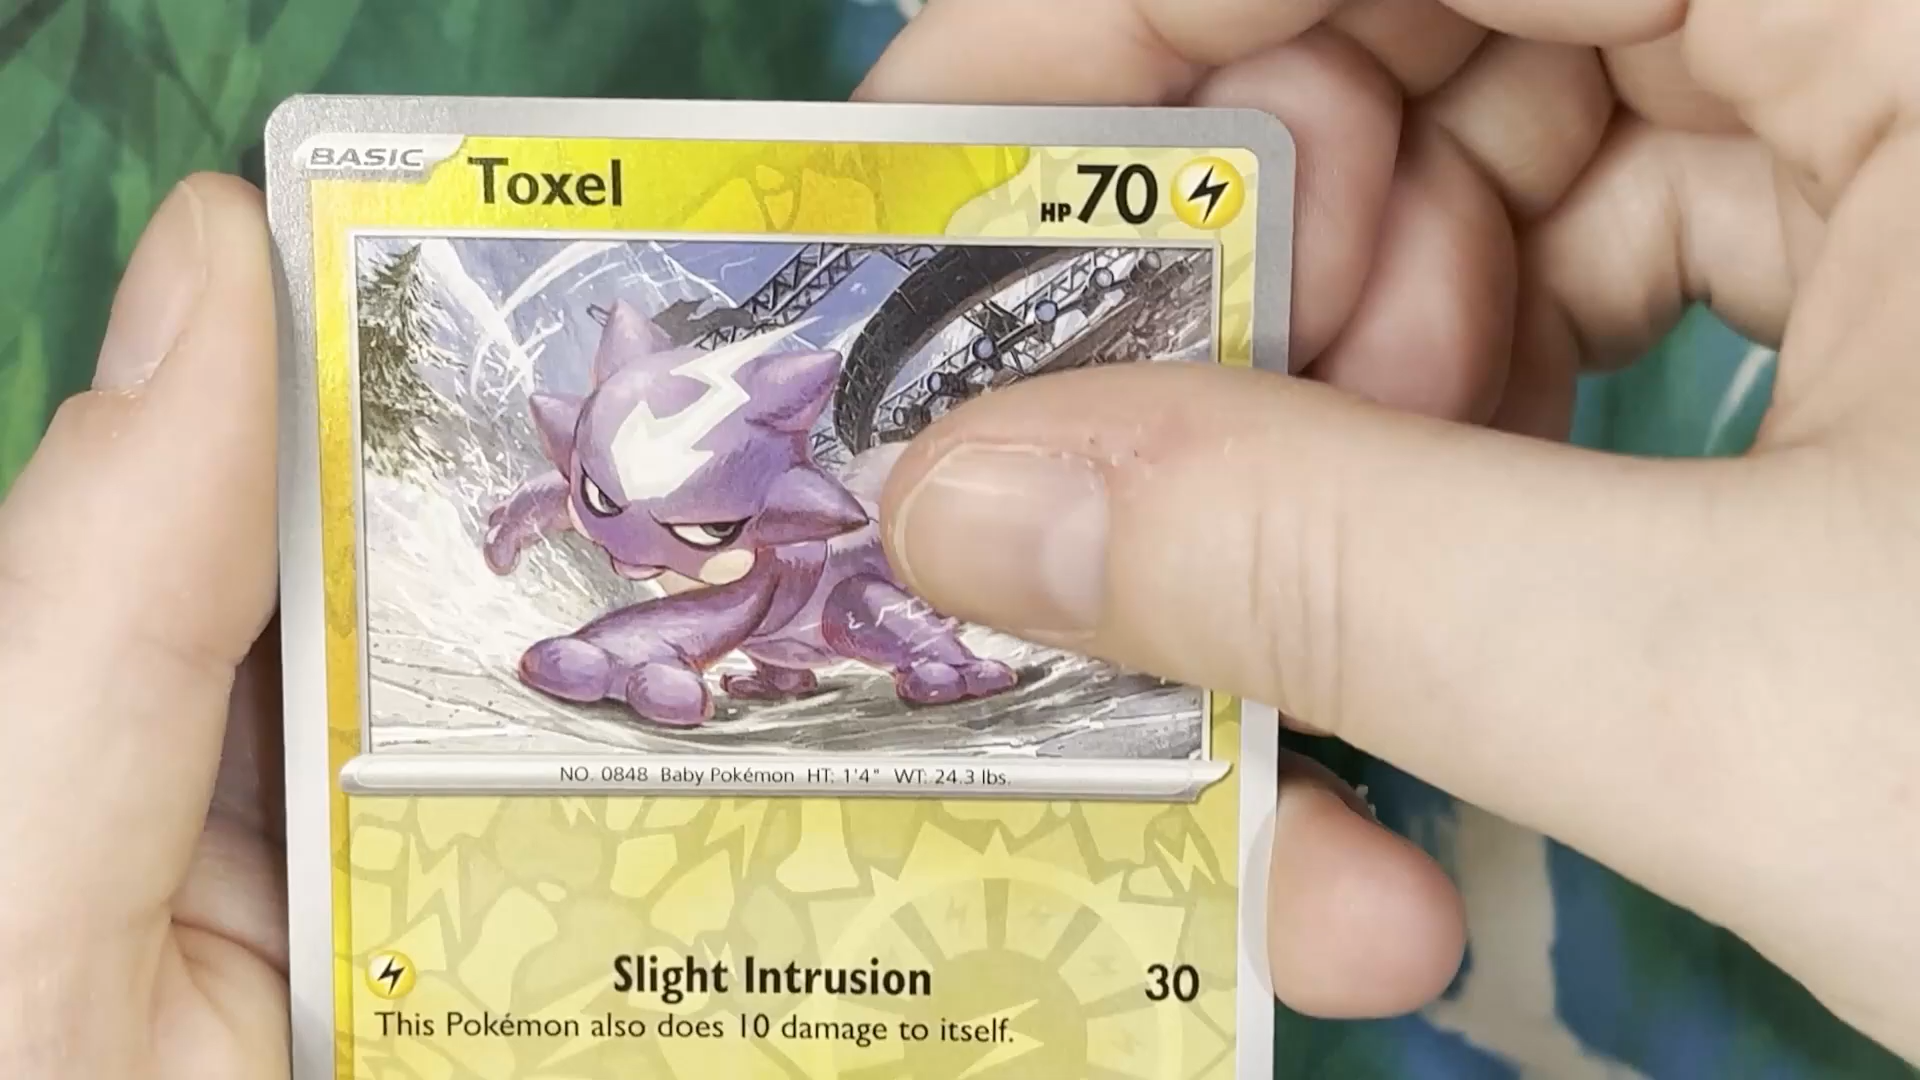 BASIC Toxel HP 70
NO. 0848 Baby Pokémon HT: 1'4" WT: 24.3 lbs.
Slight Intrusion 30
This Pokémon also does 10 damage to itself.